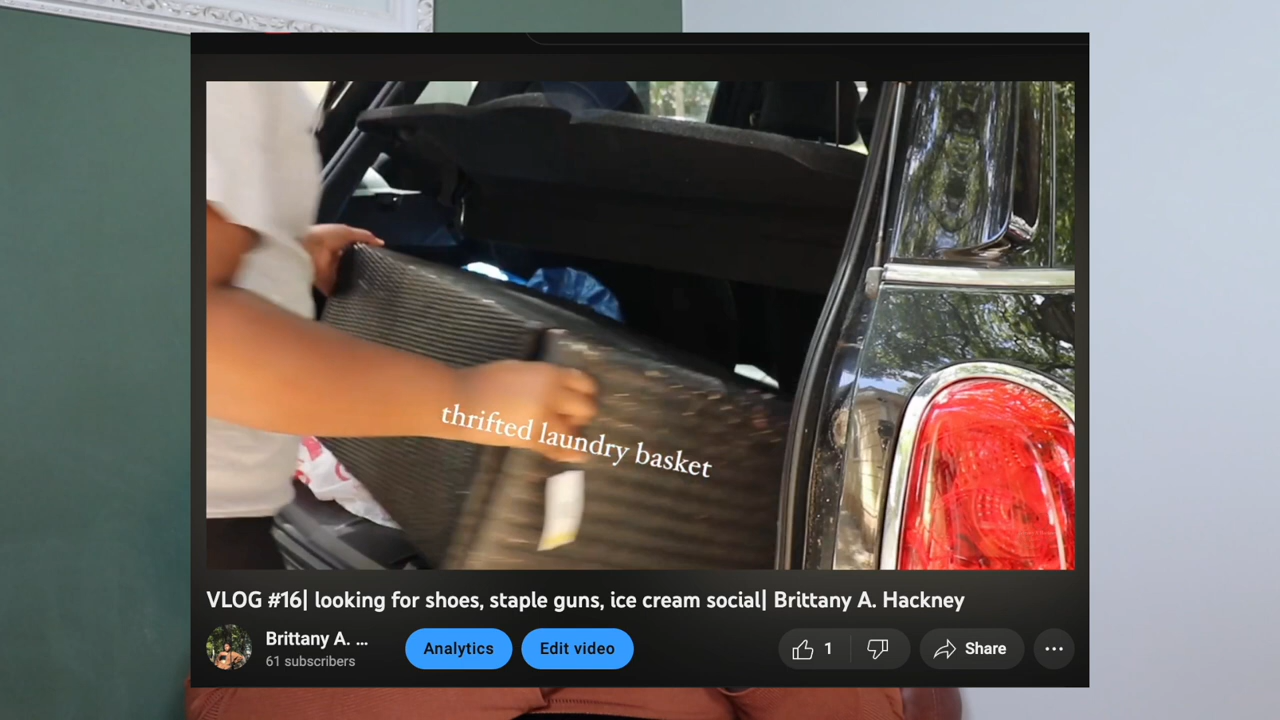 thrifted laundry basket
VLOG #16| looking for shoes, staple guns, ice cream social| Brittany A. Hackney
Brittany A. ...
61 subscribers
Analytics
Edit video
1
Share